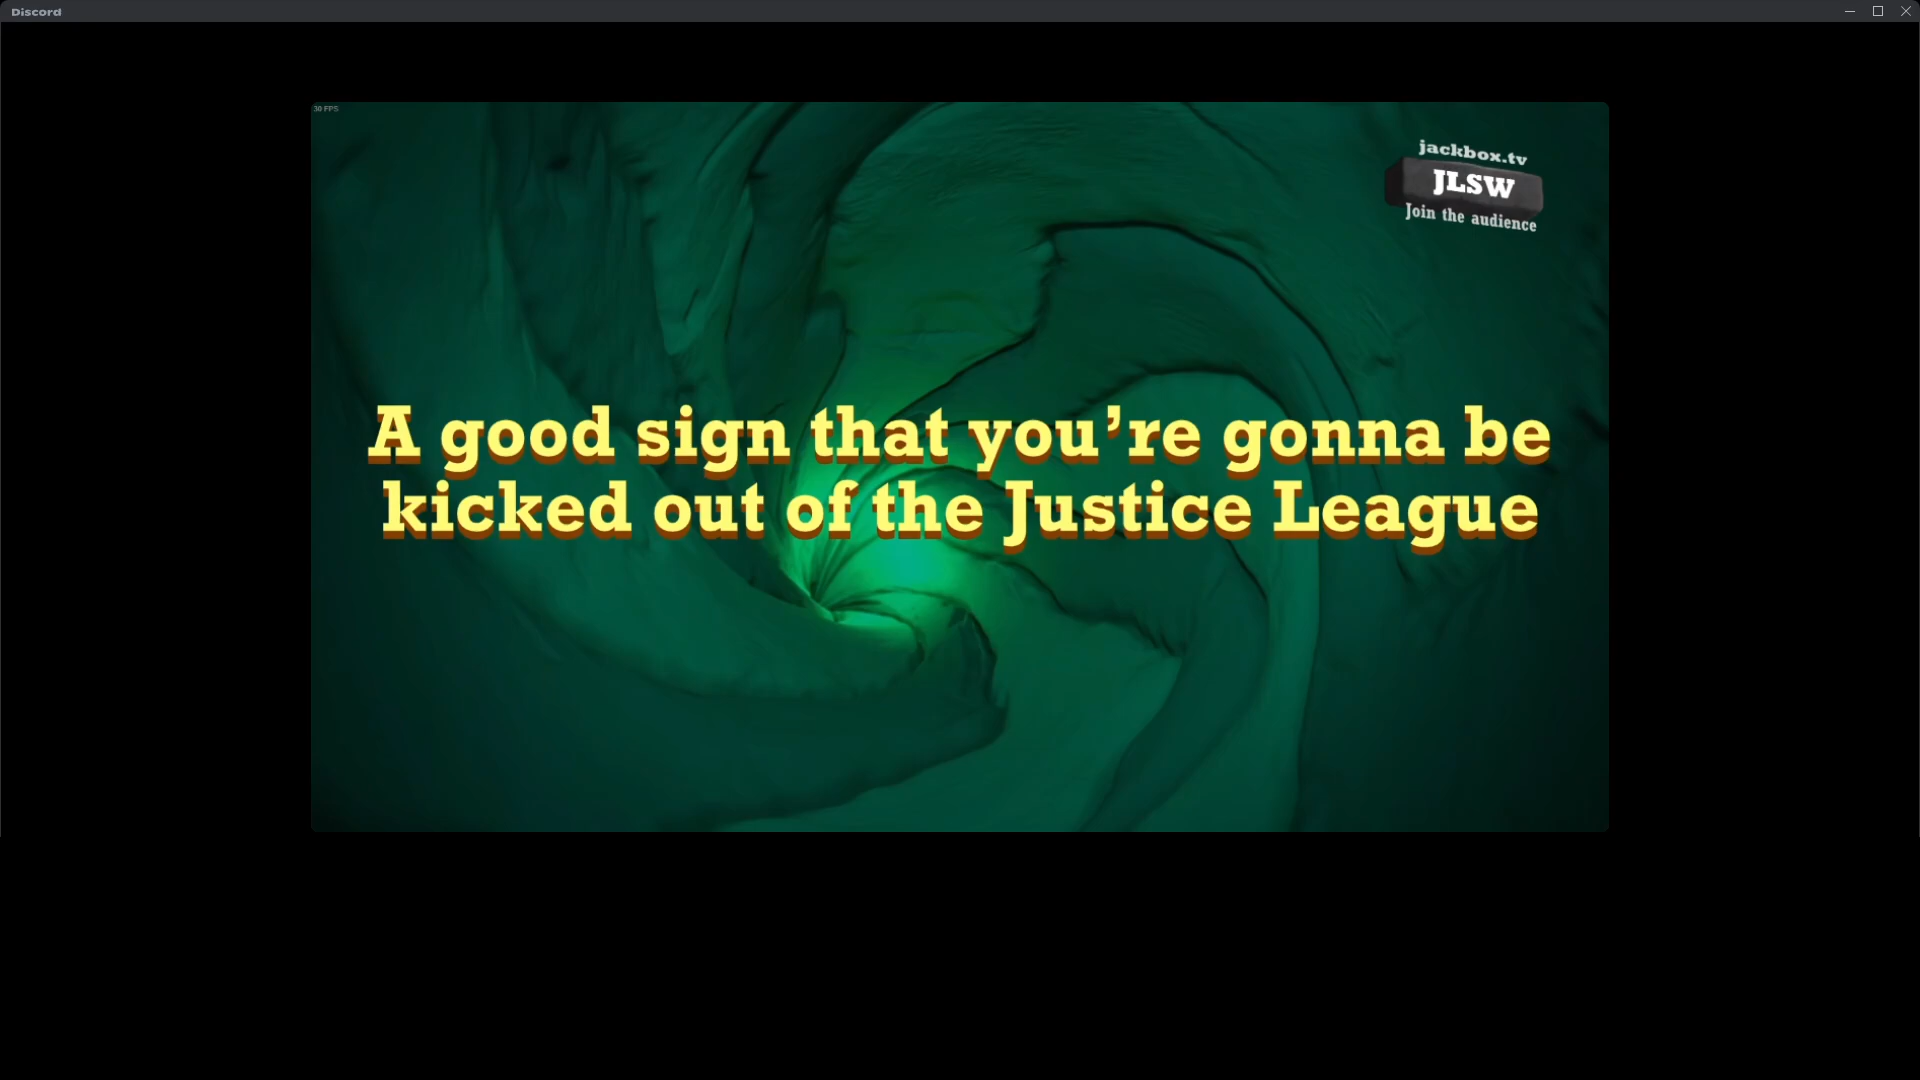 Discord
30 FPS
jackbox.tv
JLSW
Join the audience
A good sign that you’re gonna be
kicked out of the Justice League